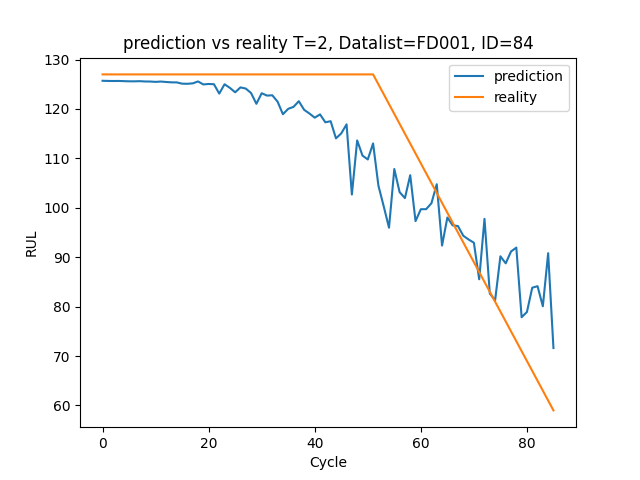 prediction vs reality T=2, Datalist=FD001, ID=84
prediction
reality
130
120
110
100
90
80
70
60
RUL
0 20 40 60 80
Cycle